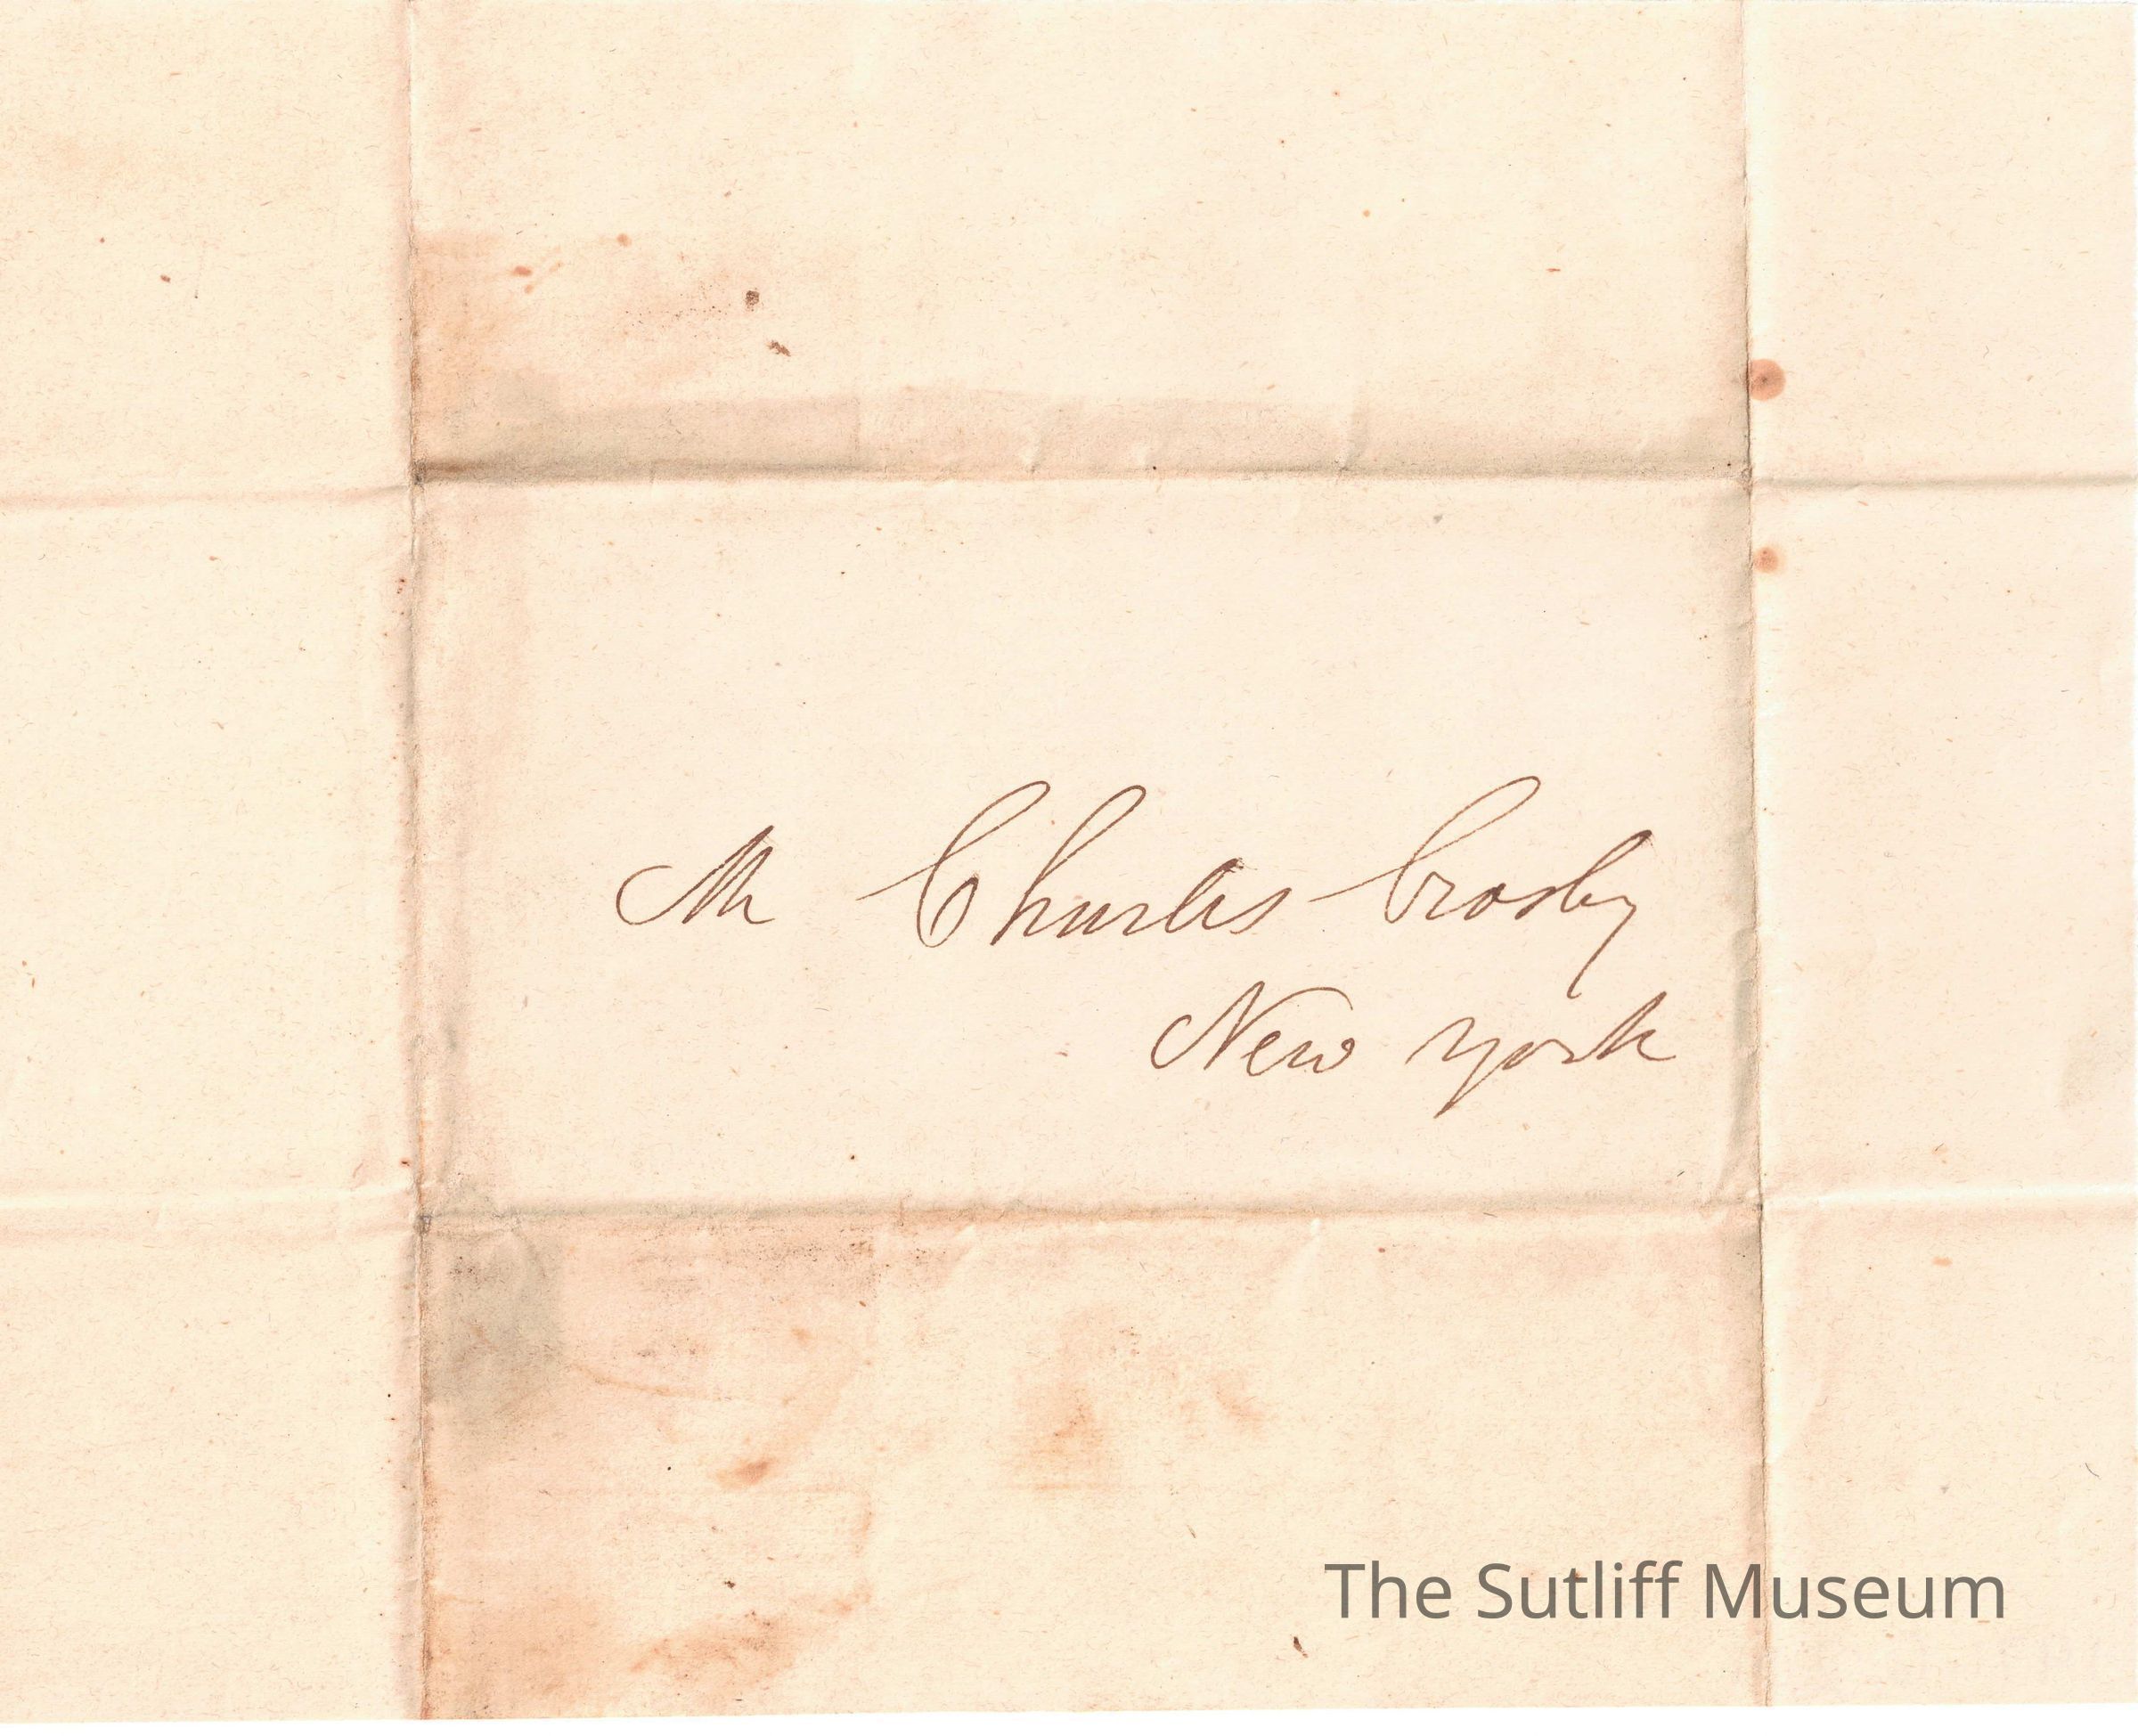 Mr Charles Crosby
New York
The Sutliff Museum